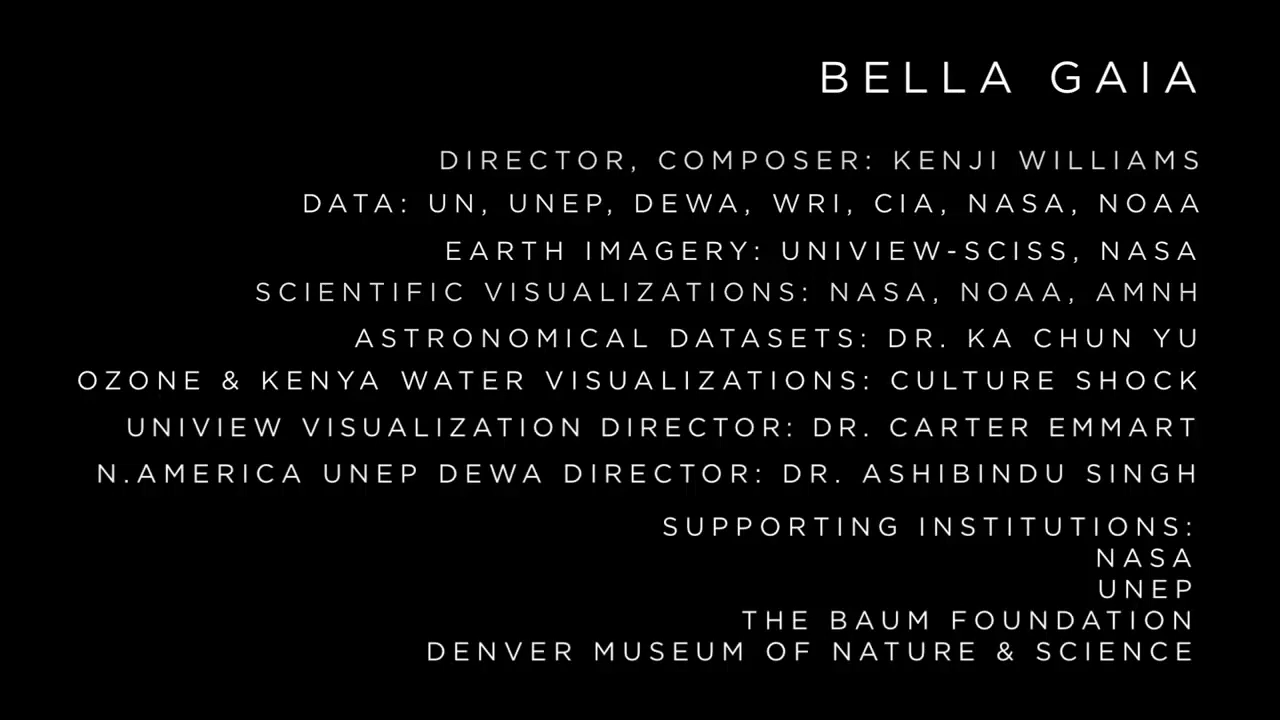 BELLA GAIA
DIRECTOR, COMPOSER: KENJI WILLIAMS
DATA: UN, UNEP, DEWA, WRI, CIA, NASA, NOAA
EARTH IMAGERY: UNIVIEW-SCISS, NASA
SCIENTIFIC VISUALIZATIONS: NASA, NOAA, AMNH
ASTRONOMICAL DATASETS: DR. KA CHUN YU
OZONE & KENYA WATER VISUALIZATIONS: CULTURE SHOCK
UNIVIEW VISUALIZATION DIRECTOR: DR. CARTER EMMART
N.AMERICA UNEP DEWA DIRECTOR: DR. ASHIBINDU SINGH
SUPPORTING INSTITUTIONS:
NASA
UNEP
THE BAUM FOUNDATION
DENVER MUSEUM OF NATURE & SCIENCE